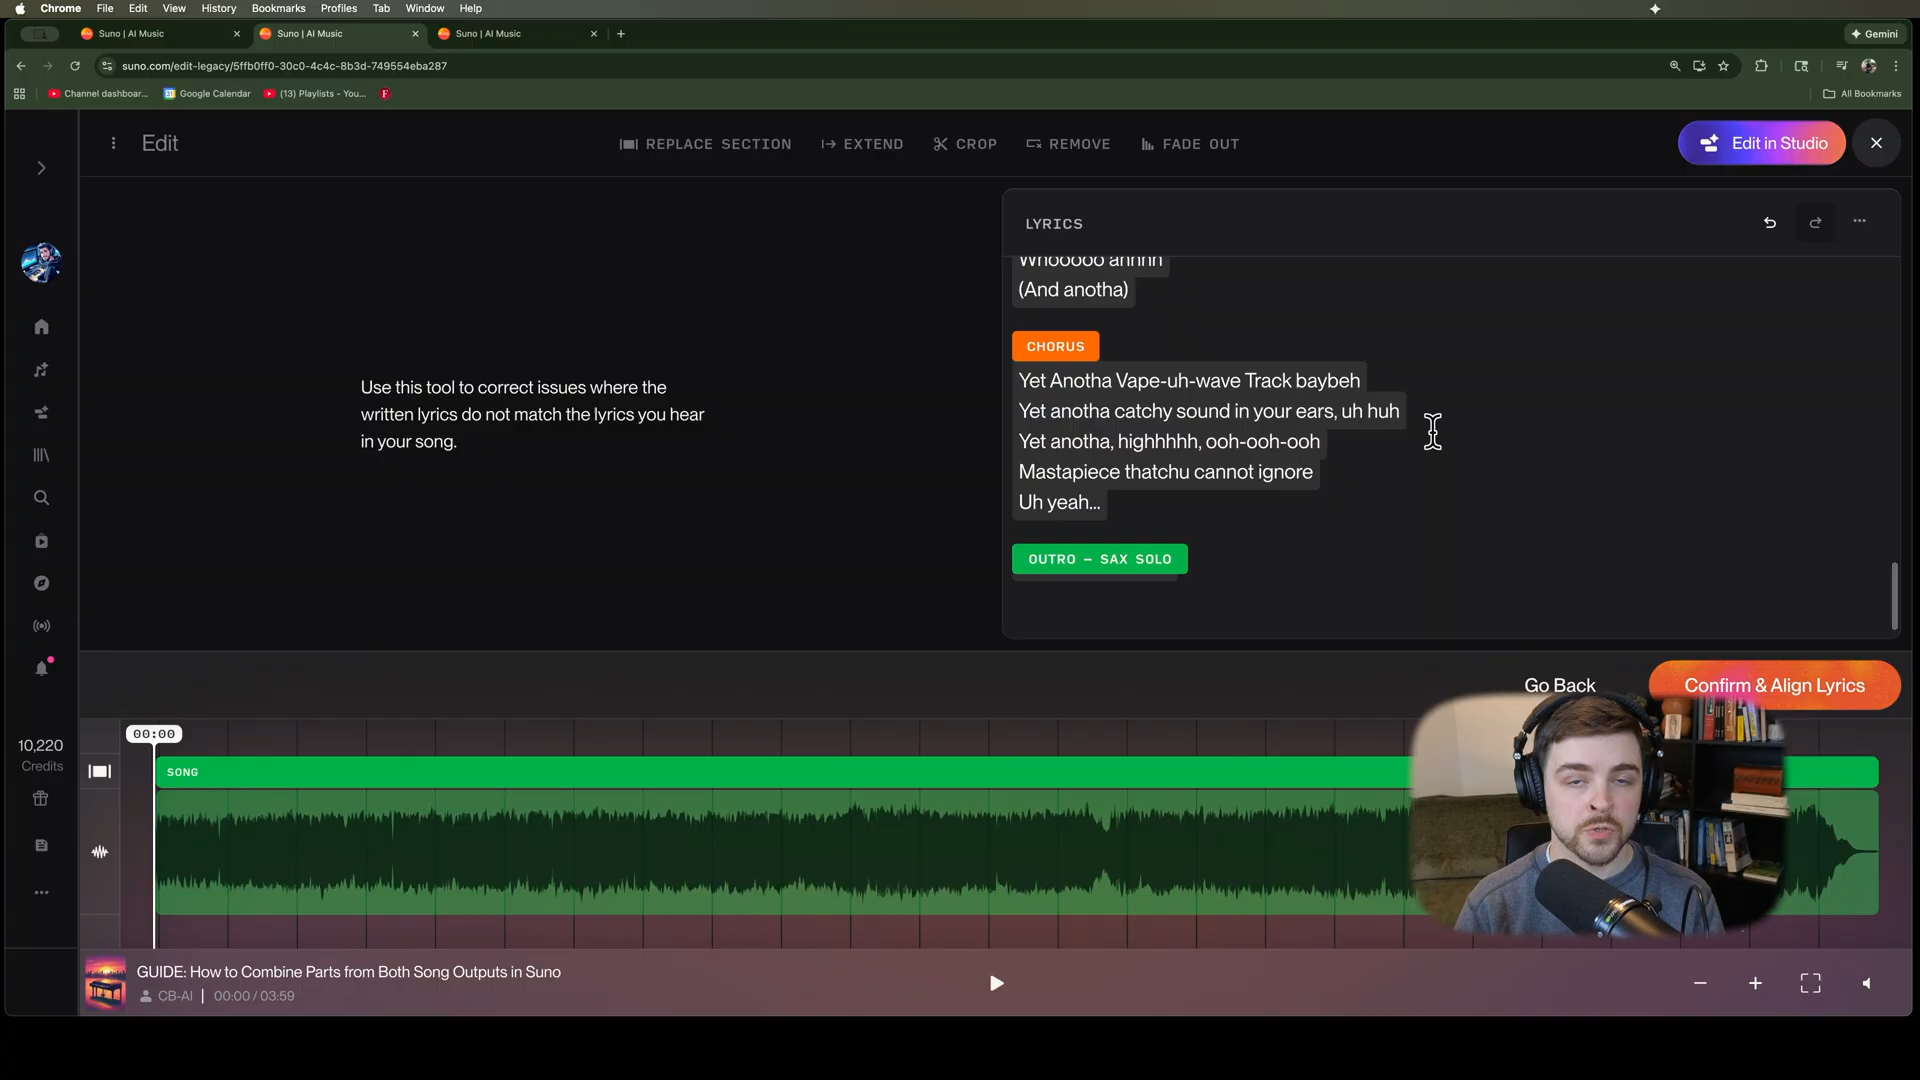 Chrome File Edit View History Bookmarks Profiles Tab Window Help
Suno | AI Music
Suno | AI Music
Suno | AI Music
Gemini
suno.com/edit-legacy/5ffb0ff0-30c0-4c4c-8b3d-749554eba287
Channel dashboar...
Google Calendar
(13) Playlists - You...
All Bookmarks
Edit
REPLACE SECTION
EXTEND
CROP
REMOVE
FADE OUT
Edit in Studio
LYRICS
Whooooo ahhhh
(And anotha)
CHORUS
Yet Anotha Vape-uh-wave Track baybeh
Yet anotha catchy sound in your ears, uh huh
Yet anotha, highhhhh, ooh-ooh-ooh
Mastapiece thatchu cannot ignore
Uh yeah...
OUTRO – SAX SOLO
Use this tool to correct issues where the
written lyrics do not match the lyrics you hear
in your song.
Go Back
Confirm & Align Lyrics
10,220
Credits
00:00
SONG
GUIDE: How to Combine Parts from Both Song Outputs in Suno
CB-AI | 00:00 / 03:59